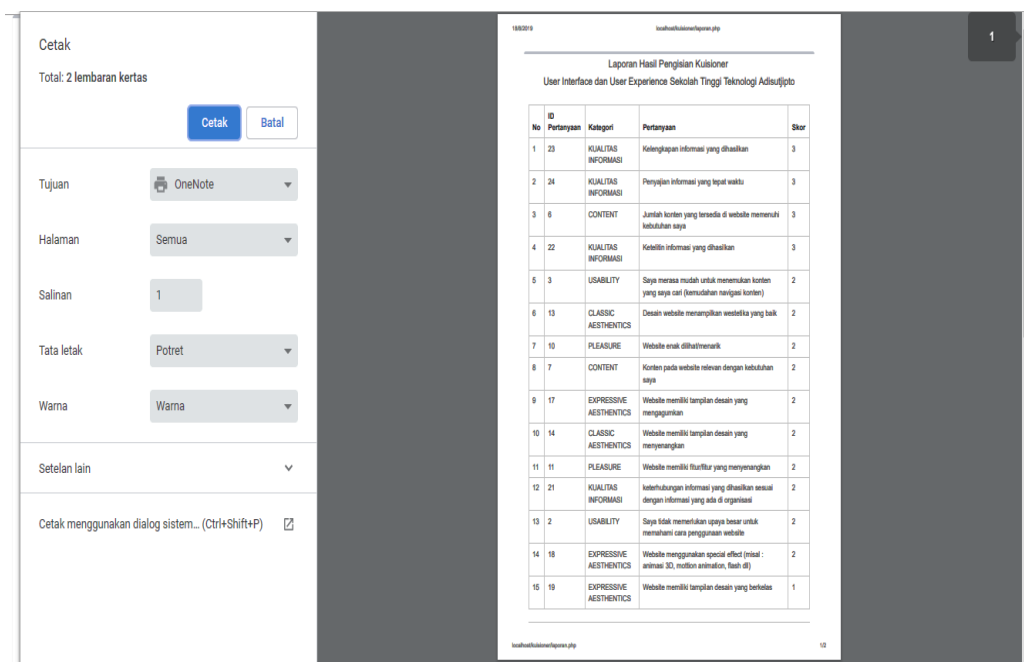 Cetak
Total: 2 lembaran kertas
Cetak Batal
Tujuan OneNote
Halaman Semua
Salinan 1
Tata letak Potret
Warna Warna
Setelan lain
Cetak menggunakan dialog sistem... (Ctrl+Shift+P)
1
18/8/2019 localhost/kuisioner/laporan.php
Laporan Hasil Pengisian Kuisioner
User Interface dan User Experience Sekolah Tinggi Teknologi Adisutjipto
No ID Pertanyaan Kategori Pertanyaan Skor
1 23 KUALITAS INFORMASI Kelengkapan informasi yang dihasilkan 3
2 24 KUALITAS INFORMASI Penyajian informasi yang tepat waktu 3
3 6 CONTENT Jumlah konten yang tersedia di website memenuhi
kebutuhan saya 3
4 22 KUALITAS INFORMASI Ketelitin informasi yang dihasilkan 3
5 3 USABILITY Saya merasa mudah untuk menemukan konten
yang saya cari (kemudahan navigasi konten) 2
6 13 CLASSIC AESTHENTICS Desain website menampilkan westetika yang baik 2
7 10 PLEASURE Website enak dilihat/menarik 2
8 7 CONTENT Konten pada website relevan dengan kebutuhan
saya 2
9 17 EXPRESSIVE AESTHENTICS Website memiliki tampilan desain yang
mengagumkan 2
10 14 CLASSIC AESTHENTICS Website memiliki tampilan desain yang
menyenangkan 2
11 11 PLEASURE Website memiliki fitur/fitur yang menyenangkan 2
12 21 KUALITAS INFORMASI keterhubungan informasi yang dihasilkan sesuai
dengan informasi yang ada di organisasi 2
13 2 USABILITY Saya tidak memerlukan upaya besar untuk
memahami cara penggunaan website 2
14 18 EXPRESSIVE AESTHENTICS Website menggunakan special effect (misal :
animasi 3D, mottion animation, flash dll) 2
15 19 EXPRESSIVE AESTHENTICS Website memiliki tampilan desain yang berkelas 1
localhost/kuisioner/laporan.php 1/2